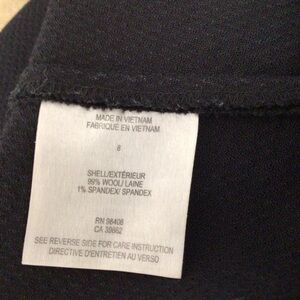 MADE IN VIETNAM
FABRIQUE EN VIETNAM
8
SHELL/EXTÉRIEUR
99% WOOL/ LAINE
1% SPANDEX/ SPANDEX
RN 98408
CA 39862
SEE REVERSE SIDE FOR CARE INSTRUCTION
DIRECTIVE D'ENTRETIEN AU VERSO